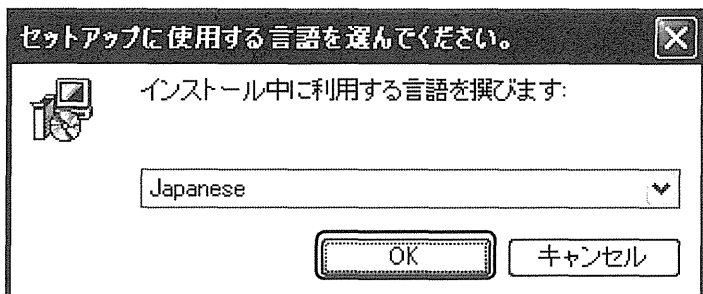 セットアップに使用する言語を選んでください。
インストール中に利用する言語を選びます:
Japanese
OK キャンセル